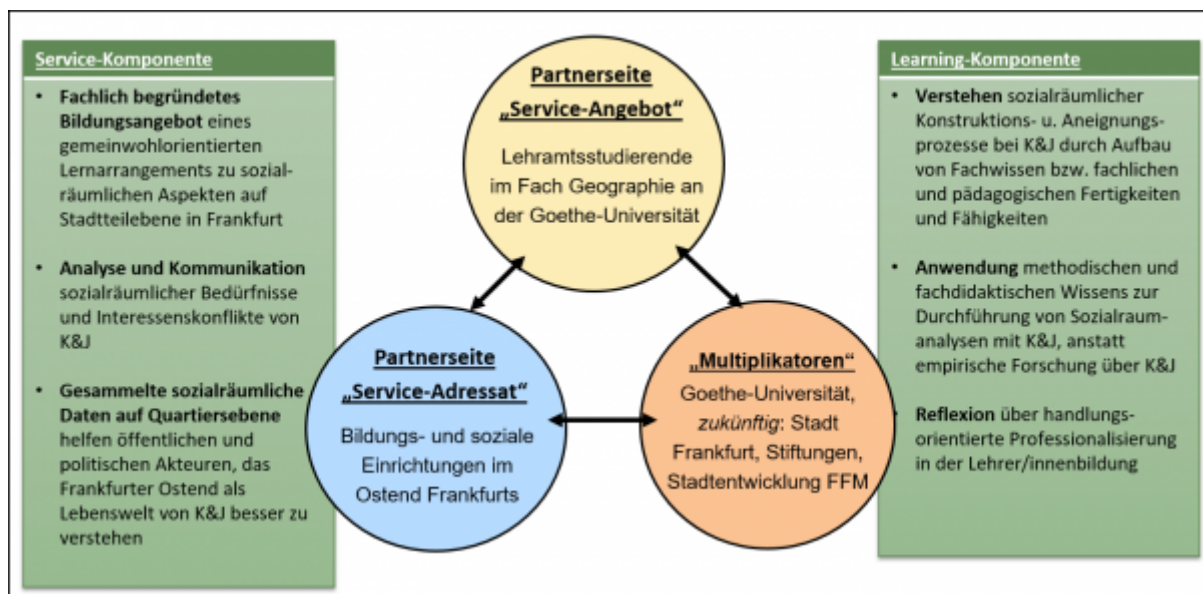 Service-Komponente
• Fachlich begründetes
Bildungsangebot eines
gemeinwohlorientierten
Lernarrangements zu sozial-
räumlichen Aspekten auf
Stadtteilebene in Frankfurt
• Analyse und Kommunikation
sozialräumlicher Bedürfnisse
und Interessenskonflikte von
K&J
• Gesammelte sozialräumliche
Daten auf Quartiersebene
helfen öffentlichen und
politischen Akteuren, das
Frankfurter Ostend als
Lebenswelt von K&J besser zu
verstehen
Partnerseite
„Service-Angebot“
Lehramtsstudierende
im Fach Geographie an
der Goethe-Universität
Partnerseite
„Service-Adressat“
Bildungs- und soziale
Einrichtungen im
Ostend Frankfurts
„Multiplikatoren“
Goethe-Universität,
zukünftig: Stadt
Frankfurt, Stiftungen,
Stadtentwicklung FFM
Learning-Komponente
• Verstehen sozialräumlicher
Konstruktions- u. Aneignungs-
prozesse bei K&J durch Aufbau
von Fachwissen bzw. fachlichen
und pädagogischen Fertigkeiten
und Fähigkeiten
• Anwendung methodischen und
fachdidaktischen Wissens zur
Durchführung von Sozialraum-
analysen mit K&J, anstatt
empirische Forschung über K&J
• Reflexion über handlungs-
orientierte Professionalisierung
in der Lehrer/innenbildung